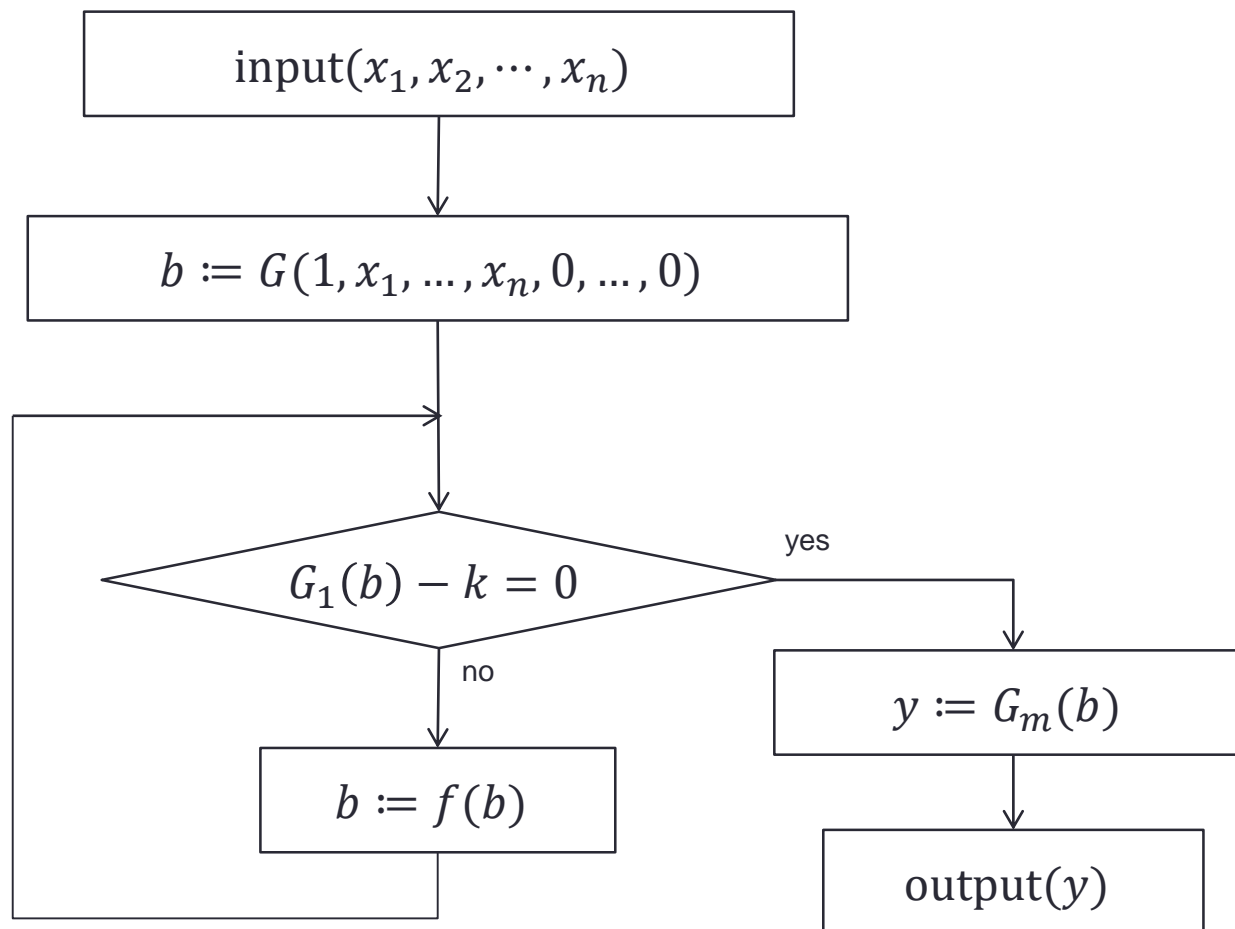 input(x₁, x₂, ⋯, xₙ)
b ≔ G(1, x₁, …, xₙ, 0, …, 0)
G₁(b) − k = 0
yes
no
y ≔ Gₘ(b)
b ≔ f(b)
output(y)